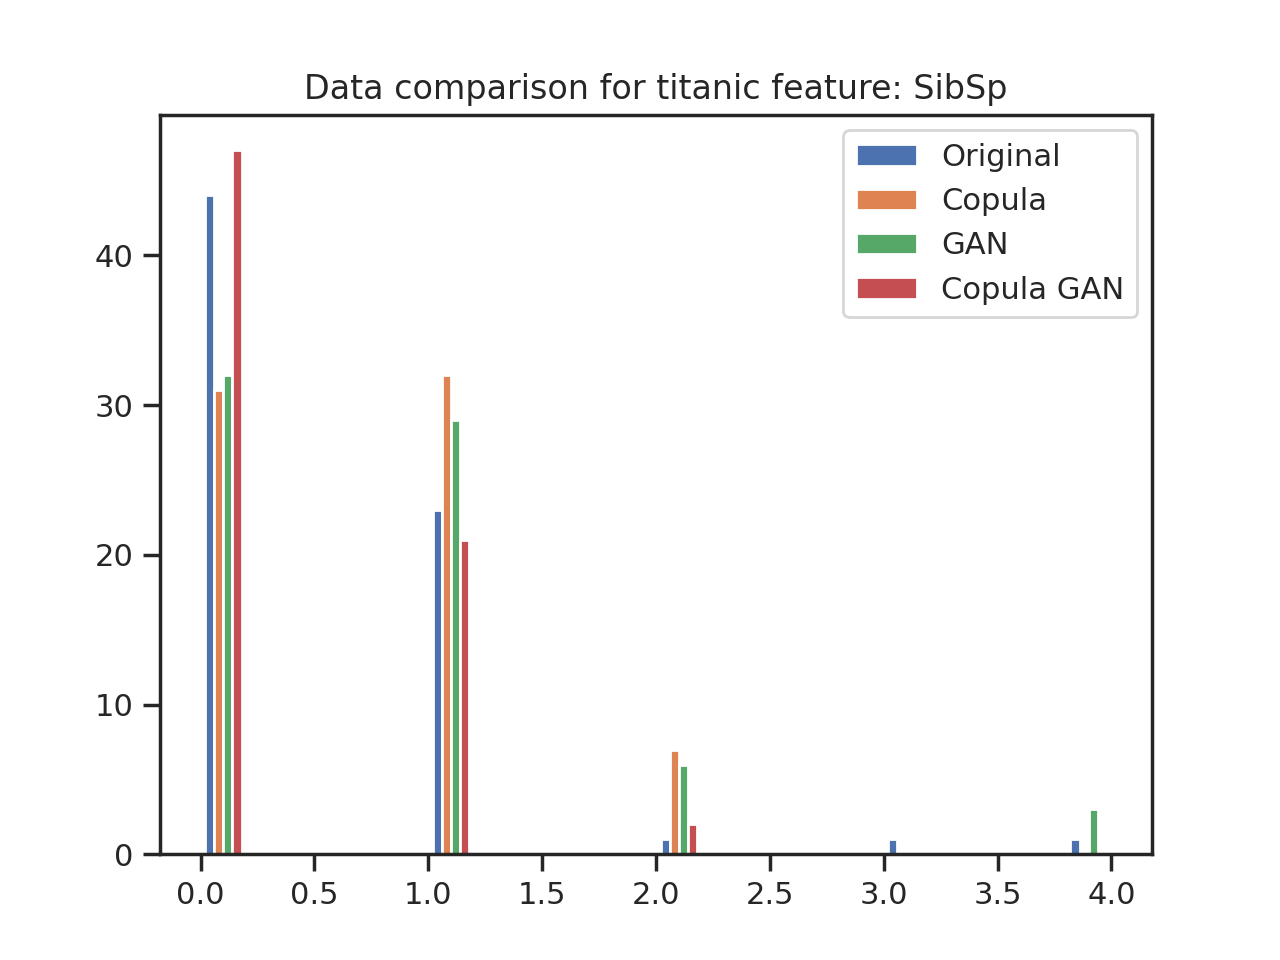 Data comparison for titanic feature: SibSp
Original
Copula
GAN
Copula GAN
40
30
20
10
0
0.0 0.5 1.0 1.5 2.0 2.5 3.0 3.5 4.0